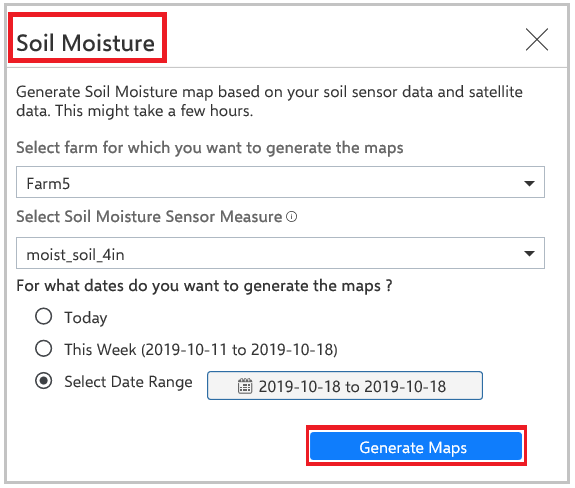 Soil Moisture
Generate Soil Moisture map based on your soil sensor data and satellite
data. This might take a few hours.
Select farm for which you want to generate the maps
Farm5
Select Soil Moisture Sensor Measure
moist_soil_4in
For what dates do you want to generate the maps ?
Today
This Week (2019-10-11 to 2019-10-18)
Select Date Range 2019-10-18 to 2019-10-18
Generate Maps